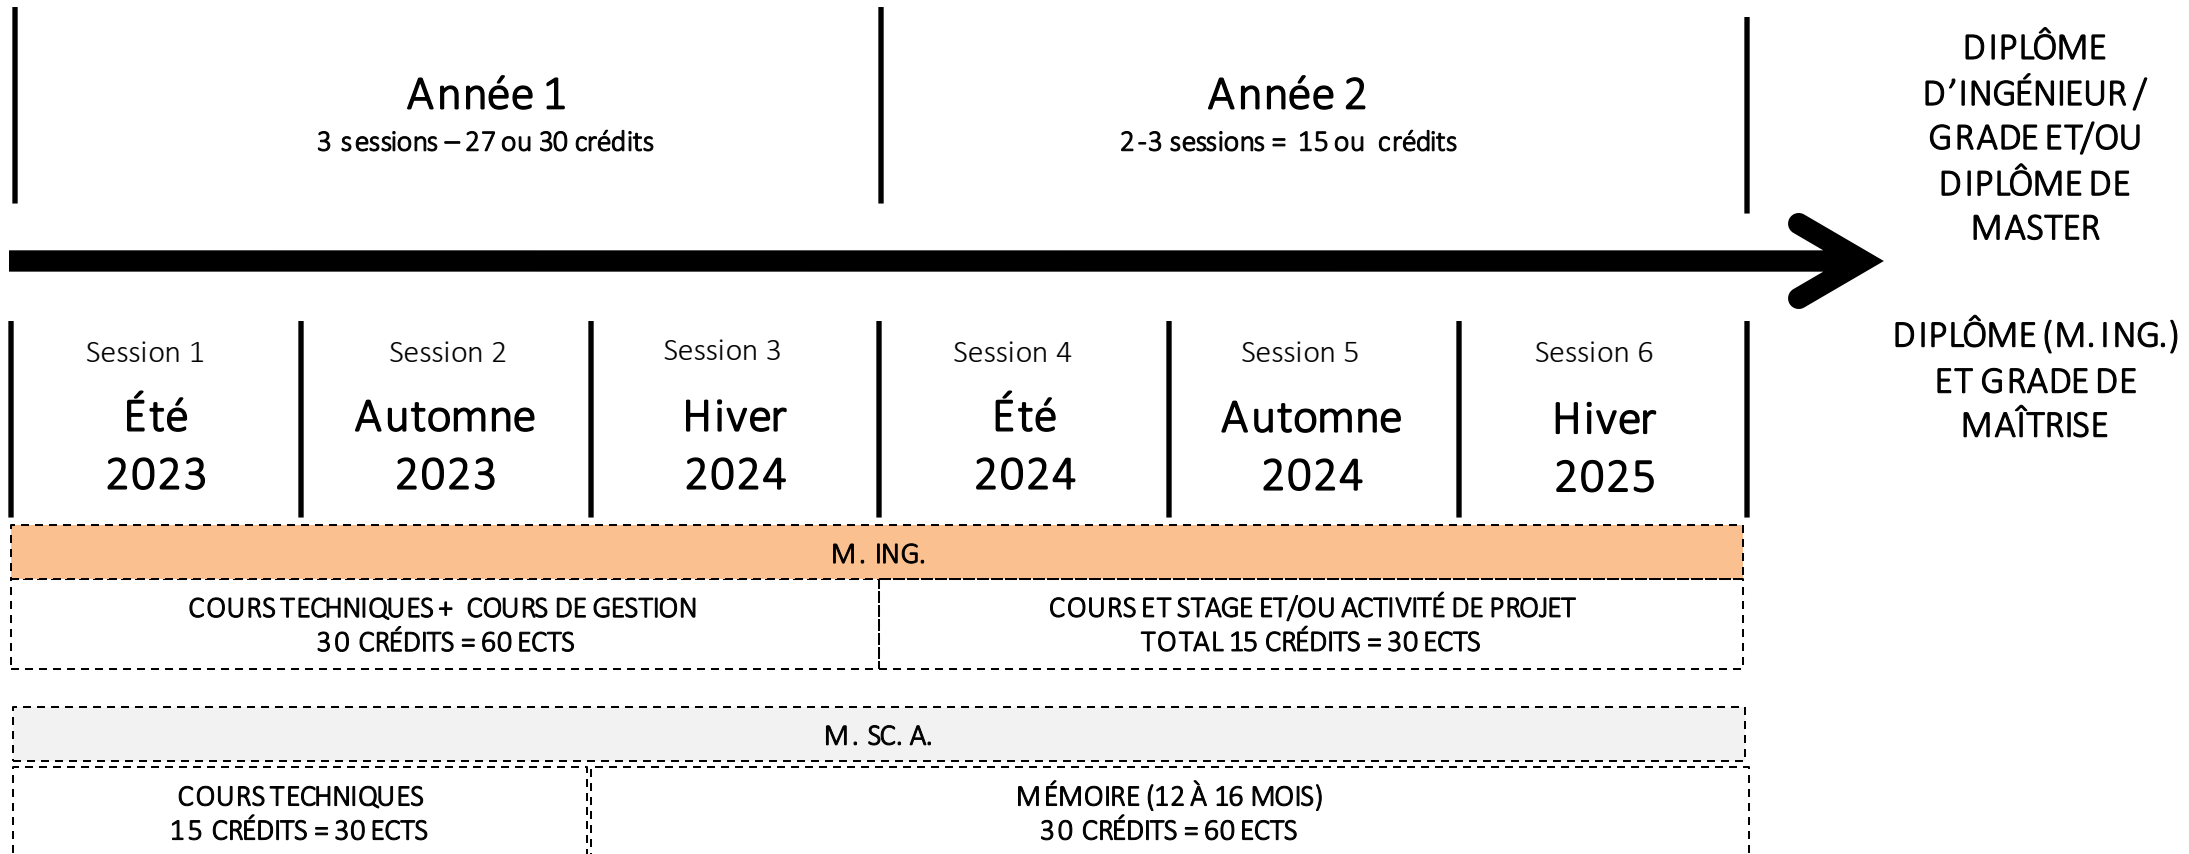 Année 1
3 sessions – 27 ou 30 crédits
Année 2
2-3 sessions = 15 ou crédits
DIPLÔME
D’INGÉNIEUR /
GRADE ET/OU
DIPLÔME DE
MASTER
DIPLÔME (M. ING.)
ET GRADE DE
MAÎTRISE
Session 1
Été
2023
Session 2
Automne
2023
Session 3
Hiver
2024
Session 4
Été
2024
Session 5
Automne
2024
Session 6
Hiver
2025
M. ING.
COURS TECHNIQUES + COURS DE GESTION
30 CRÉDITS = 60 ECTS
COURS ET STAGE ET/OU ACTIVITÉ DE PROJET
TOTAL 15 CRÉDITS = 30 ECTS
M. SC. A.
COURS TECHNIQUES
15 CRÉDITS = 30 ECTS
MÉMOIRE (12 À 16 MOIS)
30 CRÉDITS = 60 ECTS